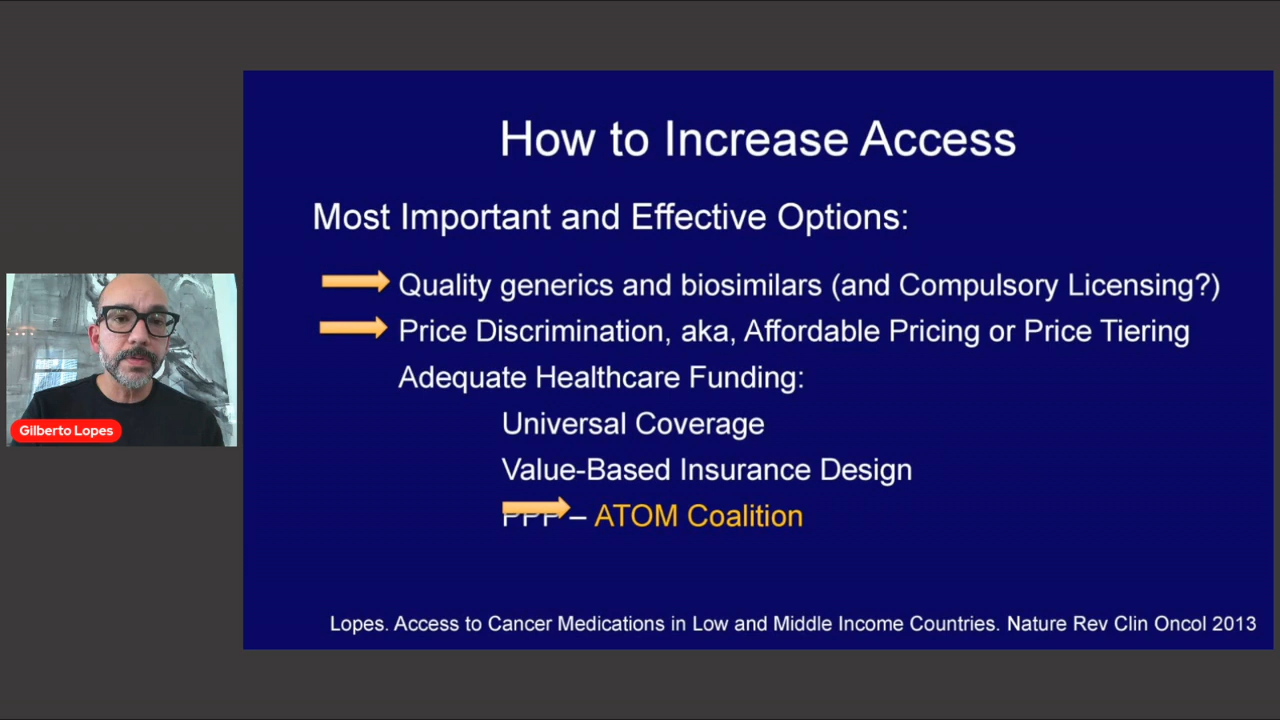 How to Increase Access
Most Important and Effective Options:
Quality generics and biosimilars (and Compulsory Licensing?)
Price Discrimination, aka, Affordable Pricing or Price Tiering
Adequate Healthcare Funding:
Universal Coverage
Value-Based Insurance Design
PPP – ATOM Coalition
Gilberto Lopes
Lopes. Access to Cancer Medications in Low and Middle Income Countries. Nature Rev Clin Oncol 2013